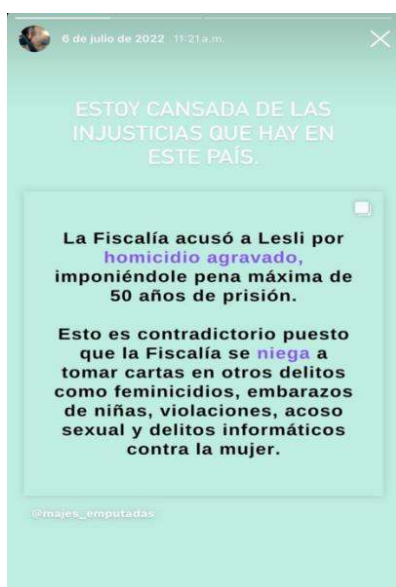 6 de julio de 2022 11:21 a.m.
ESTOY CANSADA DE LAS
INJUSTICIAS QUE HAY EN
ESTE PAÍS.
La Fiscalía acusó a Lesli por
homicidio agravado,
imponiéndole pena máxima de
50 años de prisión.
Esto es contradictorio puesto
que la Fiscalía se niega a
tomar cartas en otros delitos
como feminicidios, embarazos
de niñas, violaciones, acoso
sexual y delitos informáticos
contra la mujer.
@majes_emputadas